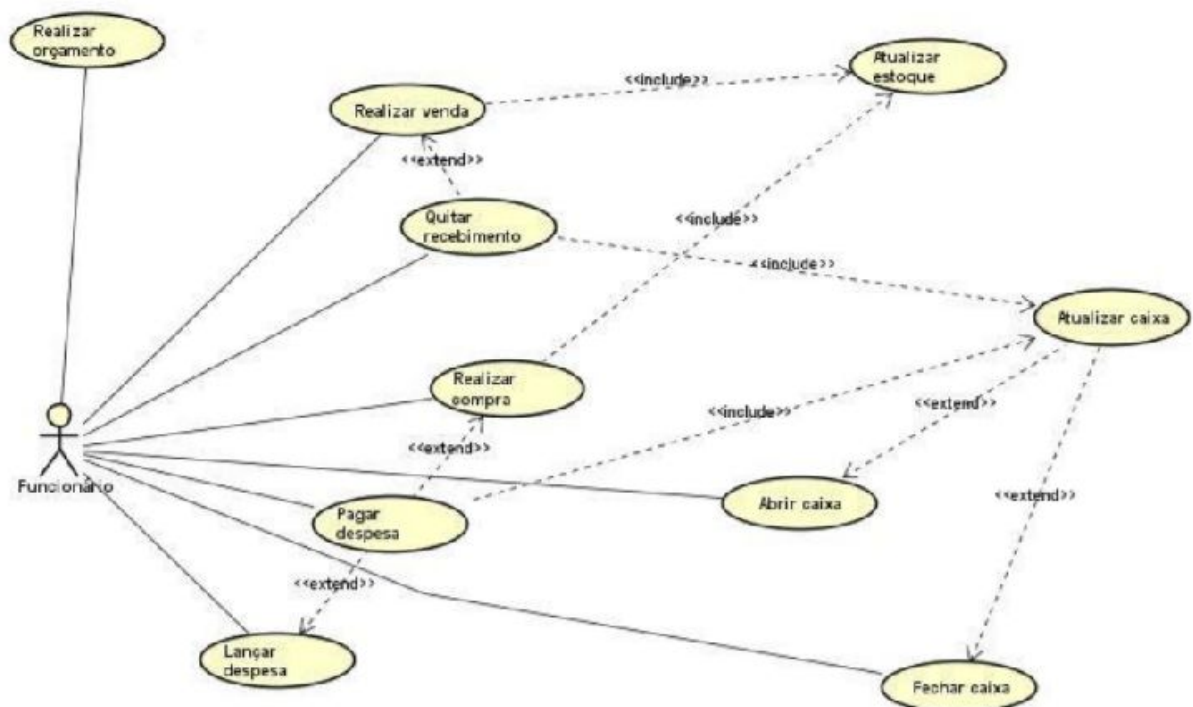 Realizar
orçamento
Atualizar
estoque
<<include>>
Realizar venda
<<extend>>
Quitar
recebimento
<<include>>
<<include>>
Atualizar caixa
Realizar
compra
<<include>>
<<extend>>
<<extend>>
Funcionário
Pagar
despesa
Abrir caixa
<<extend>>
<<extend>>
Lançar
despesa
Fechar caixa